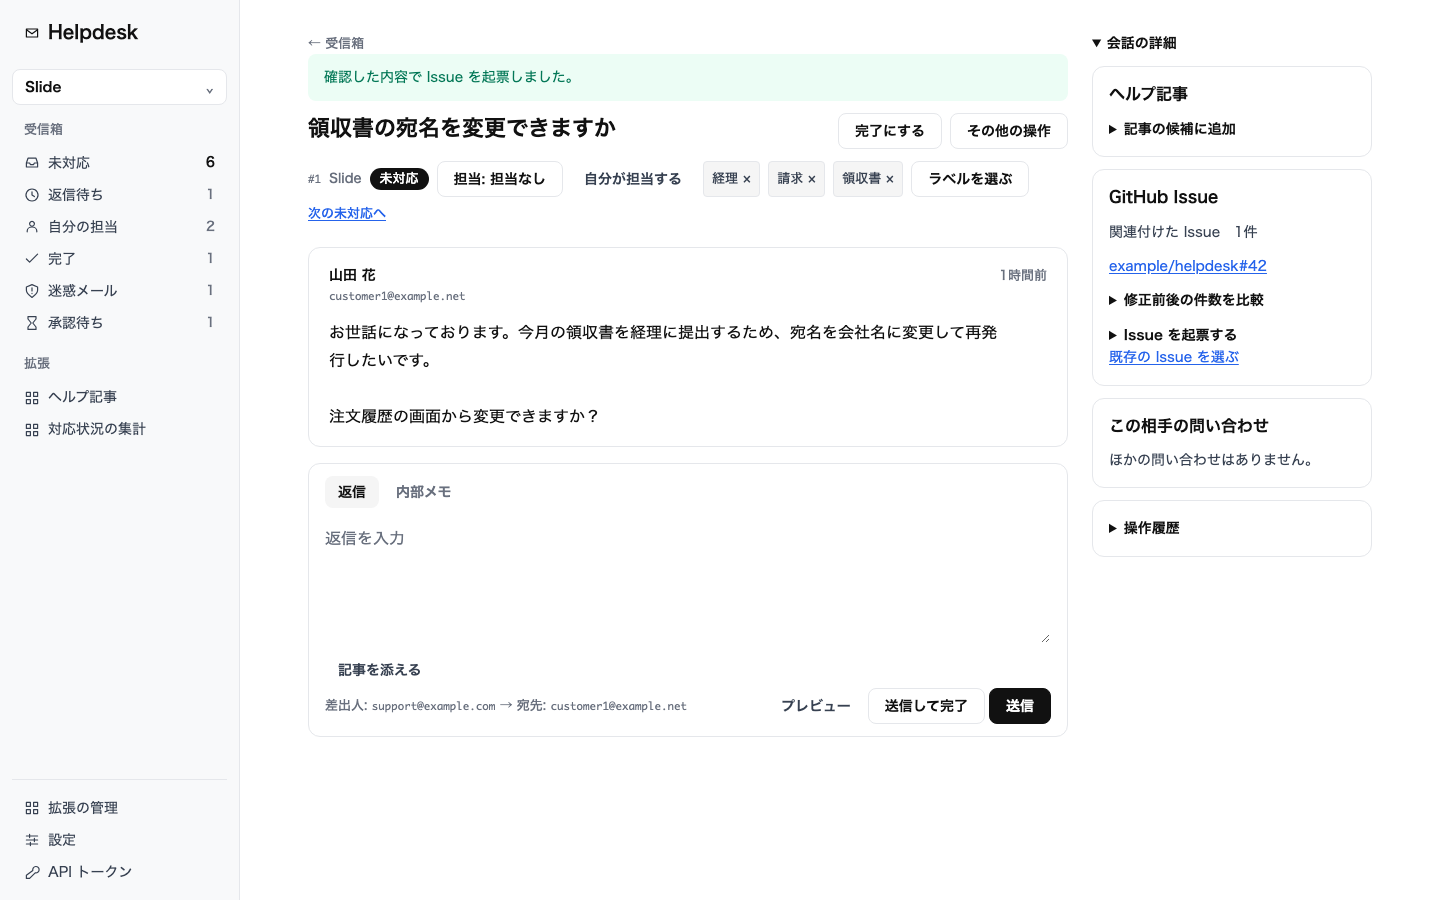 Helpdesk
Slide
受信箱
未対応 6
返信待ち 1
自分の担当 2
完了 1
迷惑メール 1
承認待ち 1
拡張
ヘルプ記事
対応状況の集計
拡張の管理
設定
API トークン
← 受信箱
確認した内容で Issue を起票しました。
領収書の宛名を変更できますか
完了にする
その他の操作
#1 Slide 未対応 担当: 担当なし 自分が担当する 経理 × 請求 × 領収書 × ラベルを選ぶ
次の未対応へ
山田 花 1時間前
customer1@example.net
お世話になっております。今月の領収書を経理に提出するため、宛名を会社名に変更して再発
行したいです。
注文履歴の画面から変更できますか？
返信 内部メモ
返信を入力
記事を添える
差出人: support@example.com → 宛先: customer1@example.net プレビュー 送信して完了 送信
▼ 会話の詳細
ヘルプ記事
▶ 記事の候補に追加
GitHub Issue
関連付けた Issue 1件
example/helpdesk#42
▶ 修正前後の件数を比較
▶ Issue を起票する
既存の Issue を選ぶ
この相手の問い合わせ
ほかの問い合わせはありません。
▶ 操作履歴